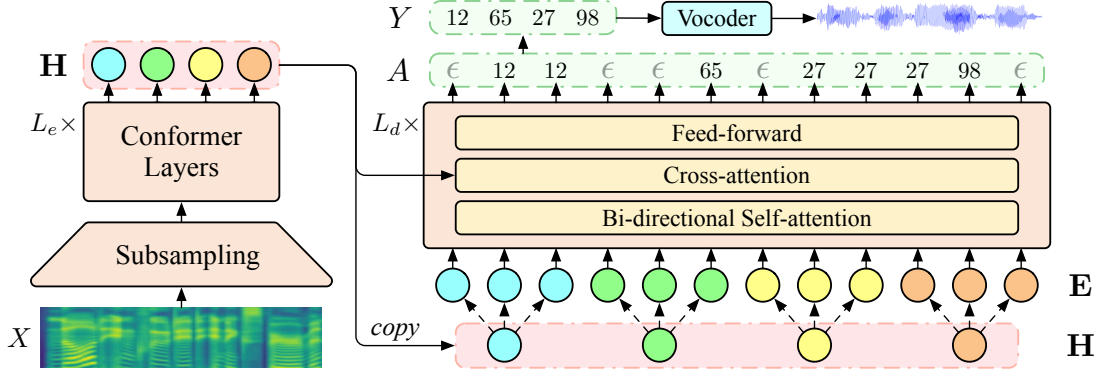 Y 12 65 27 98 Vocoder
H A ϵ 12 12 ϵ ϵ 65 ϵ 27 27 27 98 ϵ
L_e× Conformer Layers
L_d× Feed-forward
Cross-attention
Bi-directional Self-attention
Subsampling
E
X copy H